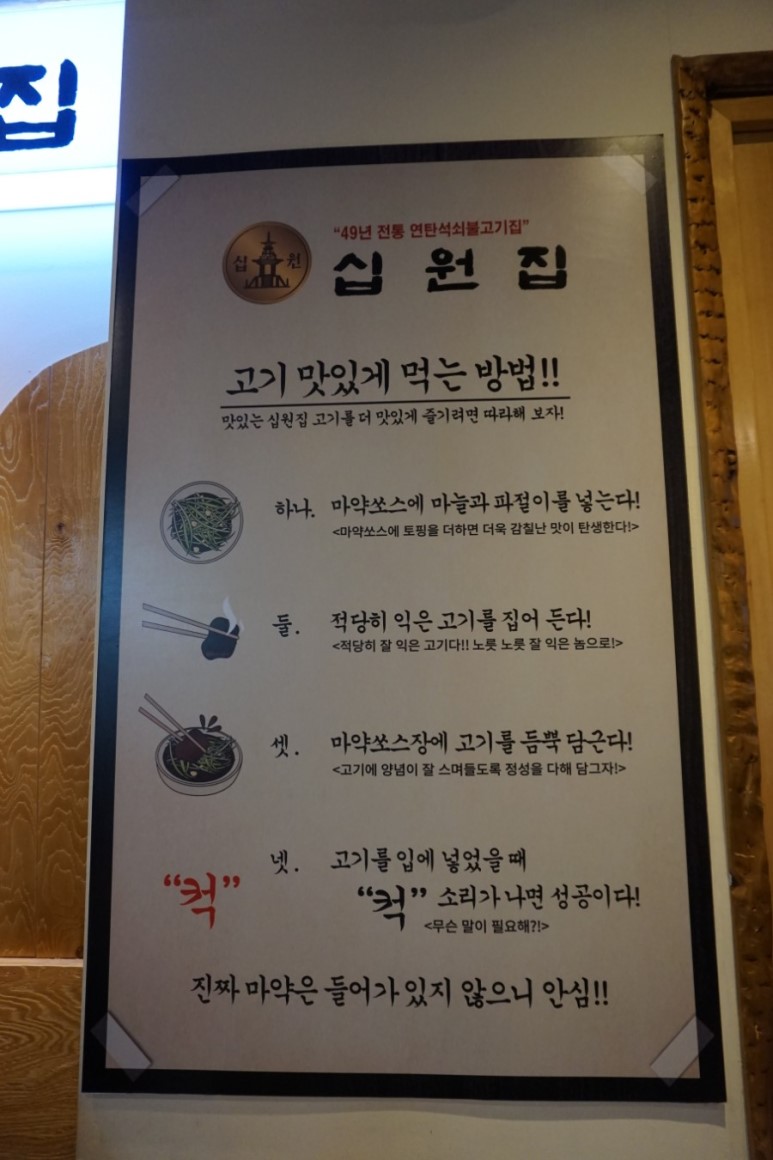 집
“49년 전통 연탄석쇠불고기집”
십 원
십 원 집
고기 맛있게 먹는 방법!!
맛있는 십원집 고기를 더 맛있게 즐기려면 따라해 보자!
하나. 마약쏘스에 마늘과 파절이를 넣는다!
<마약쏘스에 토핑을 더하면 더욱 감칠난 맛이 탄생한다!>
둘. 적당히 익은 고기를 집어 든다!
<적당히 잘 익은 고기다!! 노릇 노릇 잘 익은 놈으로!>
셋. 마약쏘스장에 고기를 듬뿍 담근다!
<고기에 양념이 잘 스며들도록 정성을 다해 담그자!>
넷. 고기를 입에 넣었을 때
“컥” “컥” 소리가 나면 성공이다!
<무슨 말이 필요해?!>
진짜 마약은 들어가 있지 않으니 안심!!